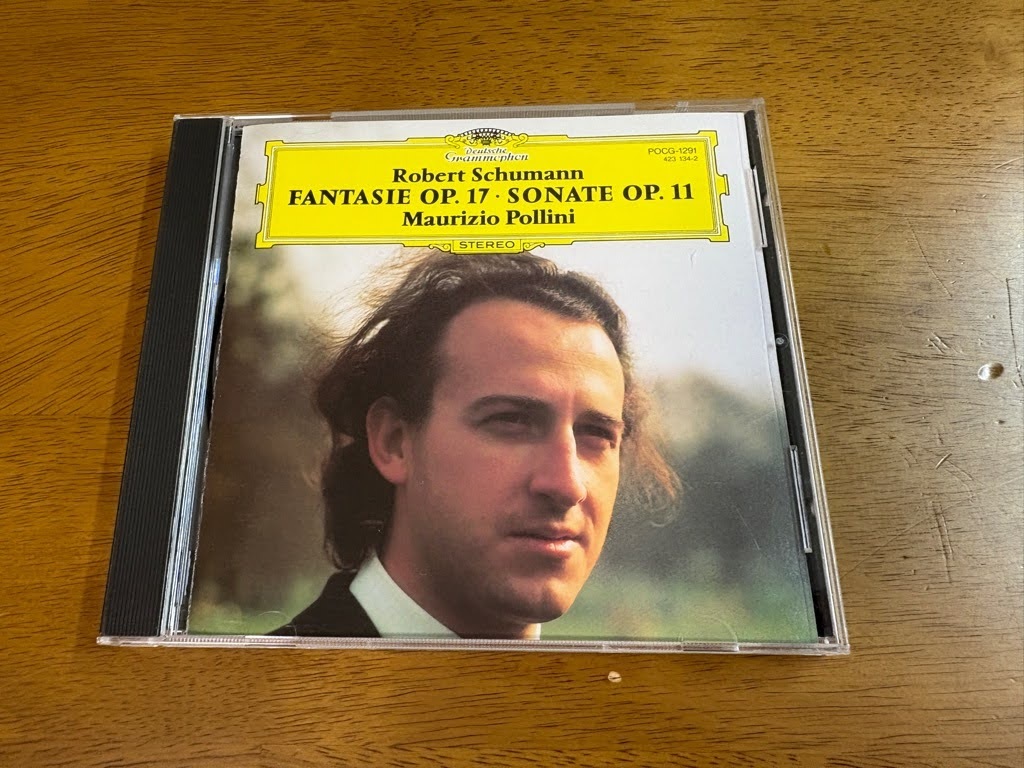 Deutsche
Grammophon
POCG-1291
423 134-2
Robert Schumann
FANTASIE OP. 17 · SONATE OP. 11
Maurizio Pollini
STEREO